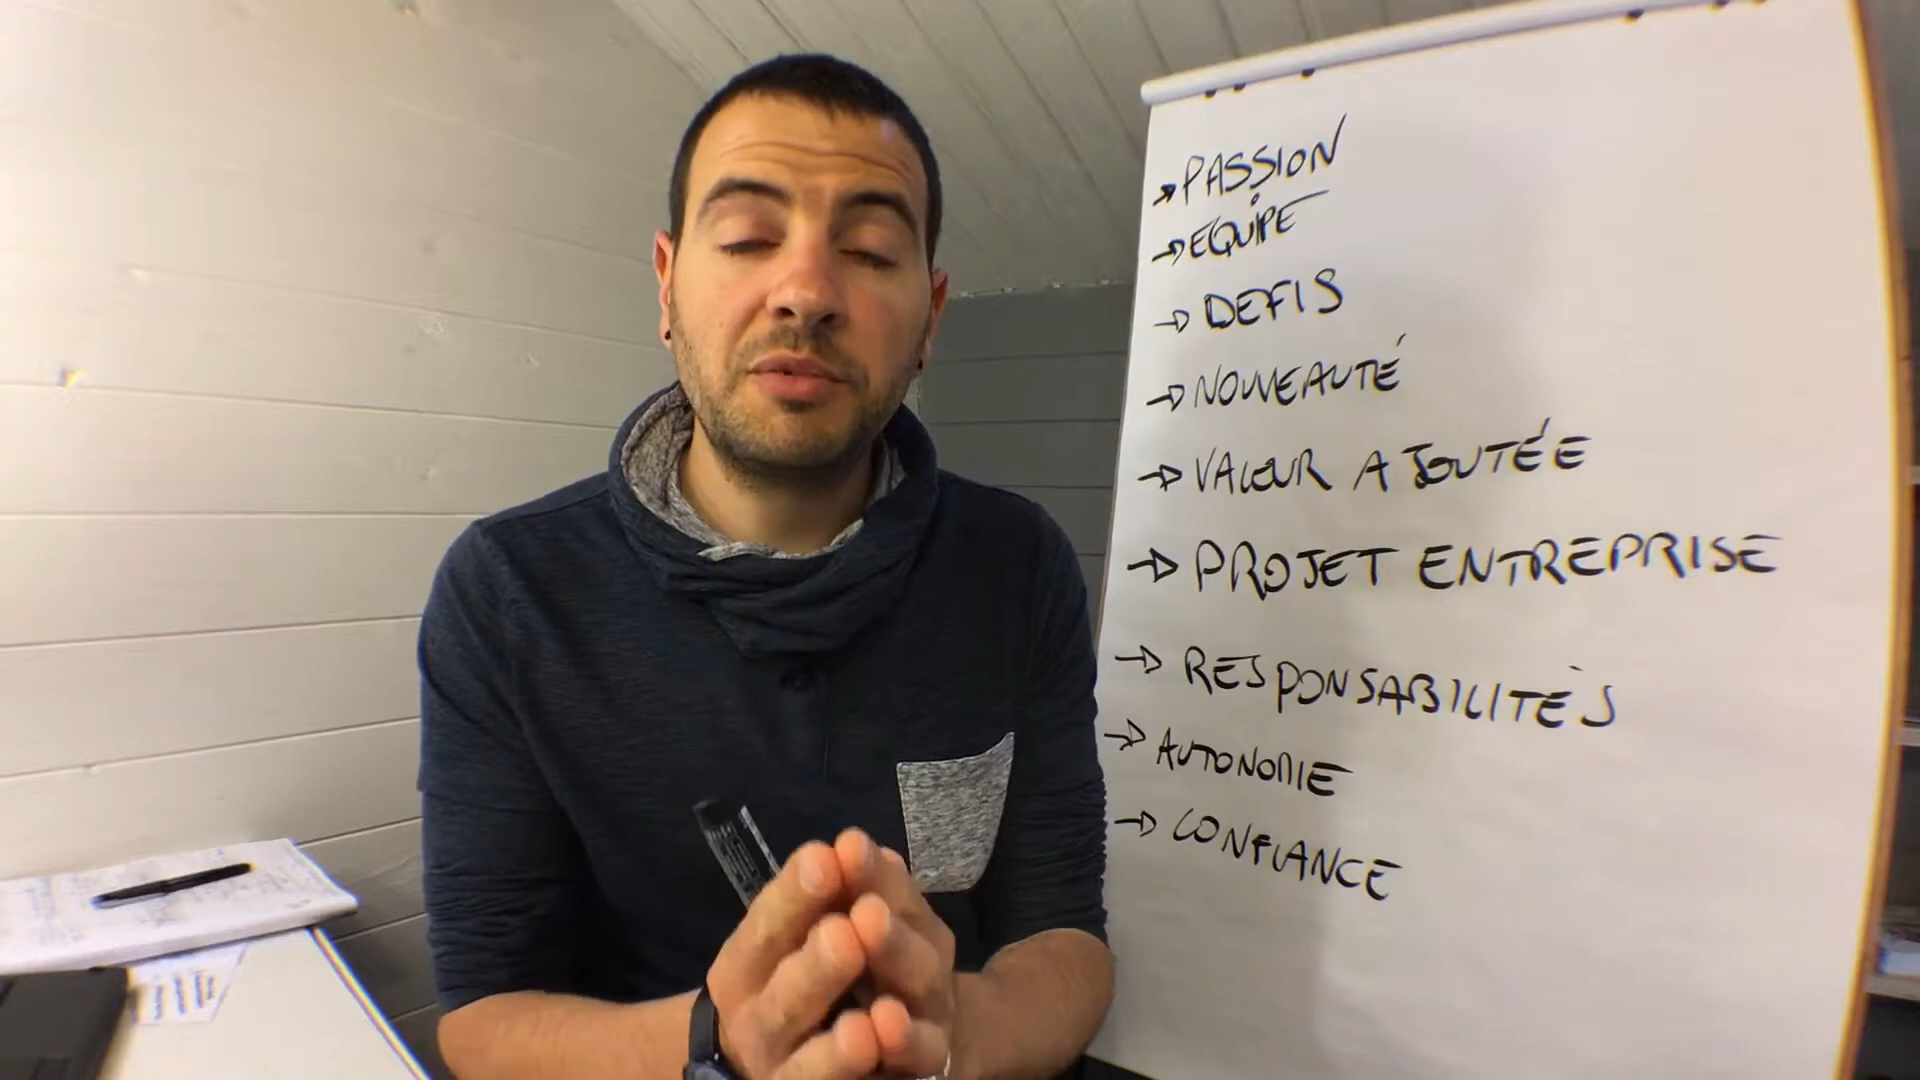 → PASSION
→ EQUIPE
→ DEFIS
→ NOUVEAUTÉ
→ VALEUR AJOUTÉE
→ PROJET ENTREPRISE
→ RESPONSABILITÉS
→ AUTONOMIE
→ CONFIANCE